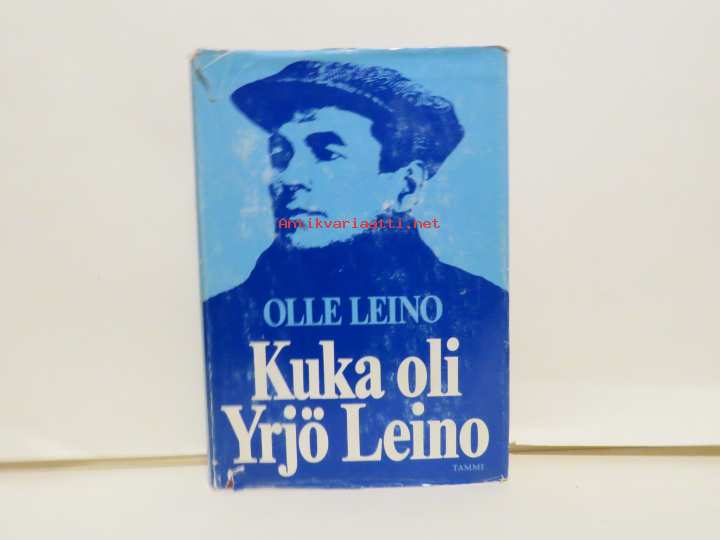 Antikvariaatti.net
OLLE LEINO
Kuka oli
Yrjö Leino
TAMMI